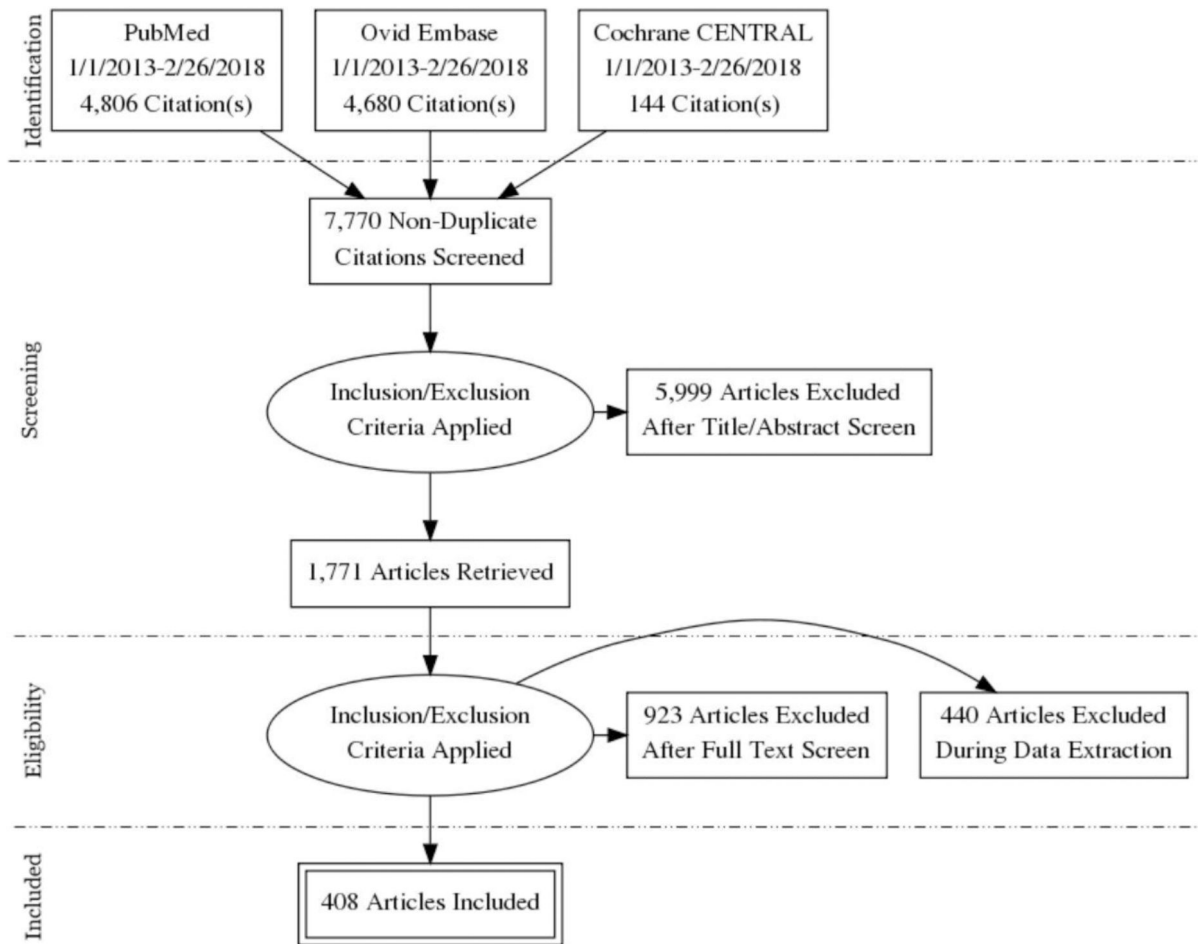 Identification
PubMed
1/1/2013-2/26/2018
4,806 Citation(s)
Ovid Embase
1/1/2013-2/26/2018
4,680 Citation(s)
Cochrane CENTRAL
1/1/2013-2/26/2018
144 Citation(s)
Screening
7,770 Non-Duplicate
Citations Screened
Inclusion/Exclusion
Criteria Applied
5,999 Articles Excluded
After Title/Abstract Screen
1,771 Articles Retrieved
Eligibility
Inclusion/Exclusion
Criteria Applied
923 Articles Excluded
After Full Text Screen
440 Articles Excluded
During Data Extraction
Included
408 Articles Included